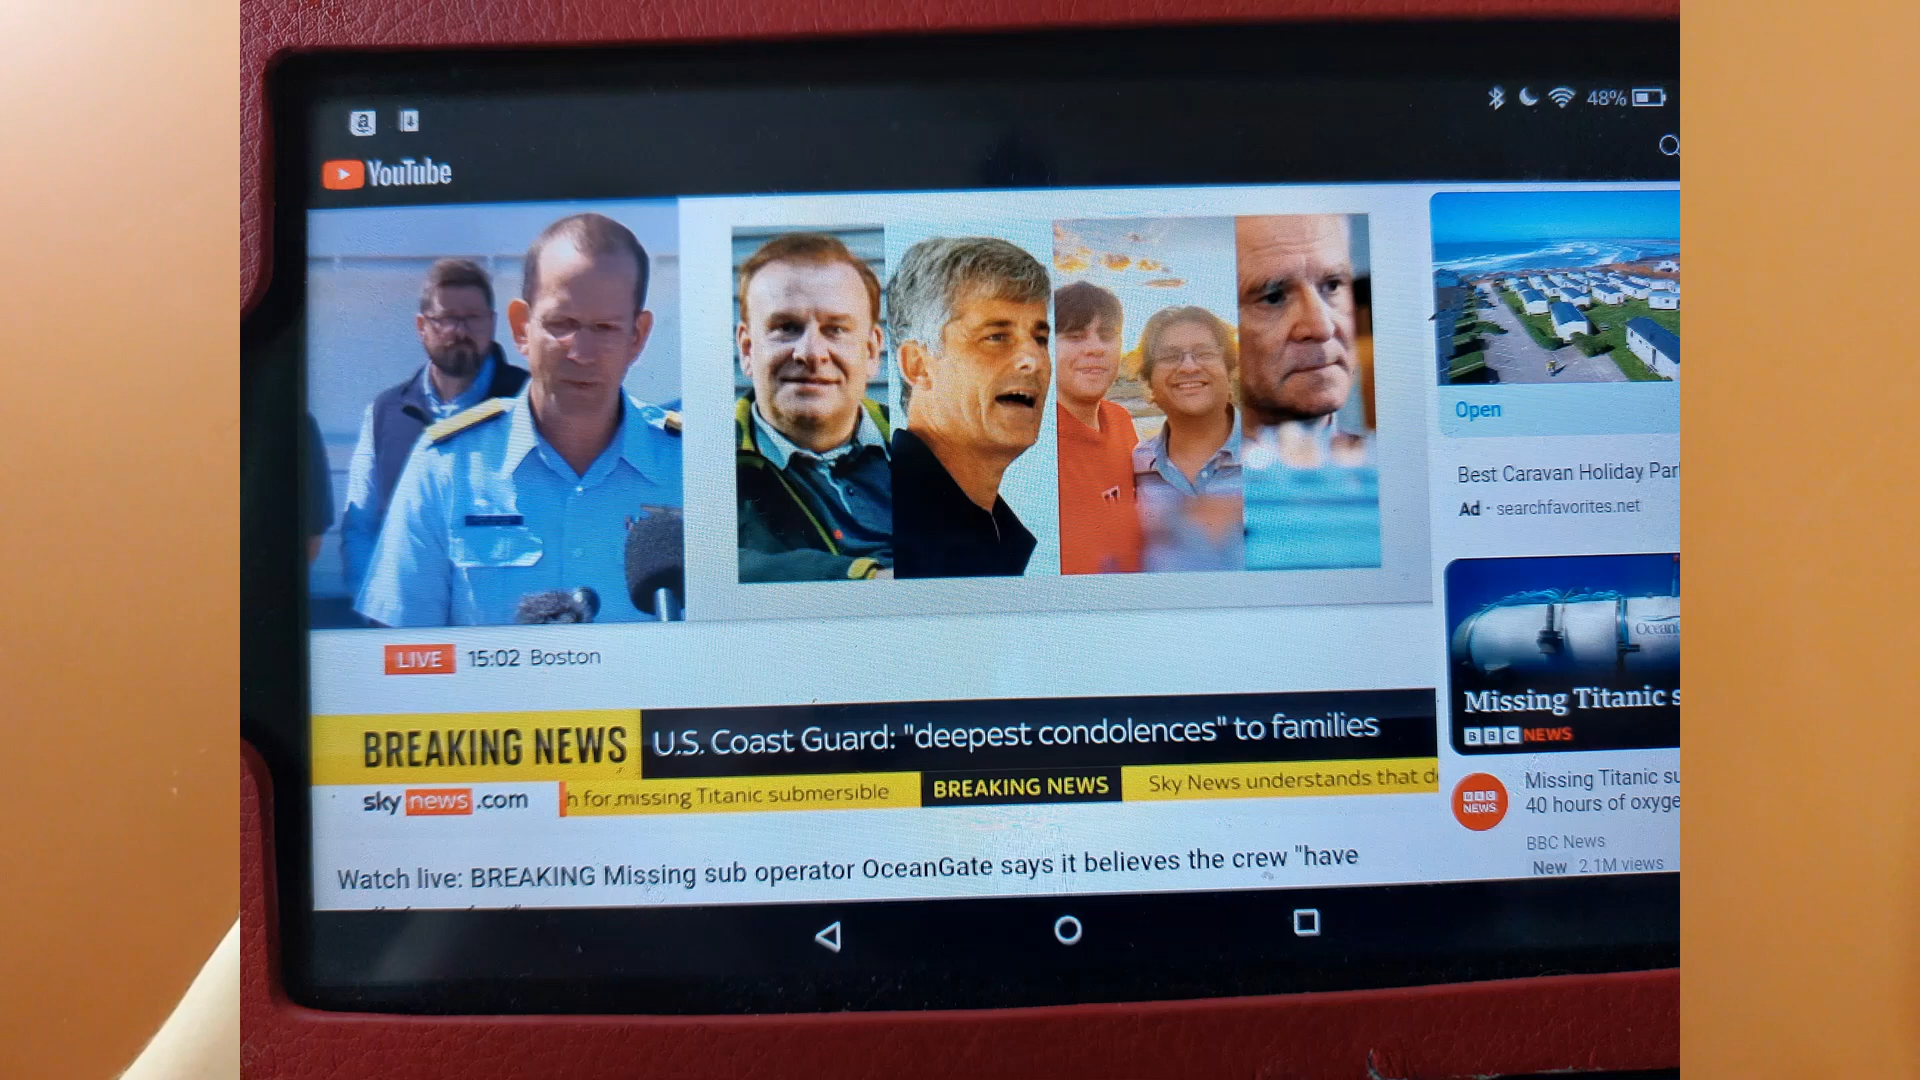 48%
YouTube
Open
Best Caravan Holiday Par
Ad · searchfavorites.net
Ocean
Missing Titanic s
BBC NEWS
LIVE 15:02 Boston
BREAKING NEWS U.S. Coast Guard: "deepest condolences" to families
sky news.com h for missing Titanic submersible BREAKING NEWS Sky News understands that d
BBC NEWS
Missing Titanic su
40 hours of oxyge
BBC News
New 2.1M views
Watch live: BREAKING Missing sub operator OceanGate says it believes the crew "have